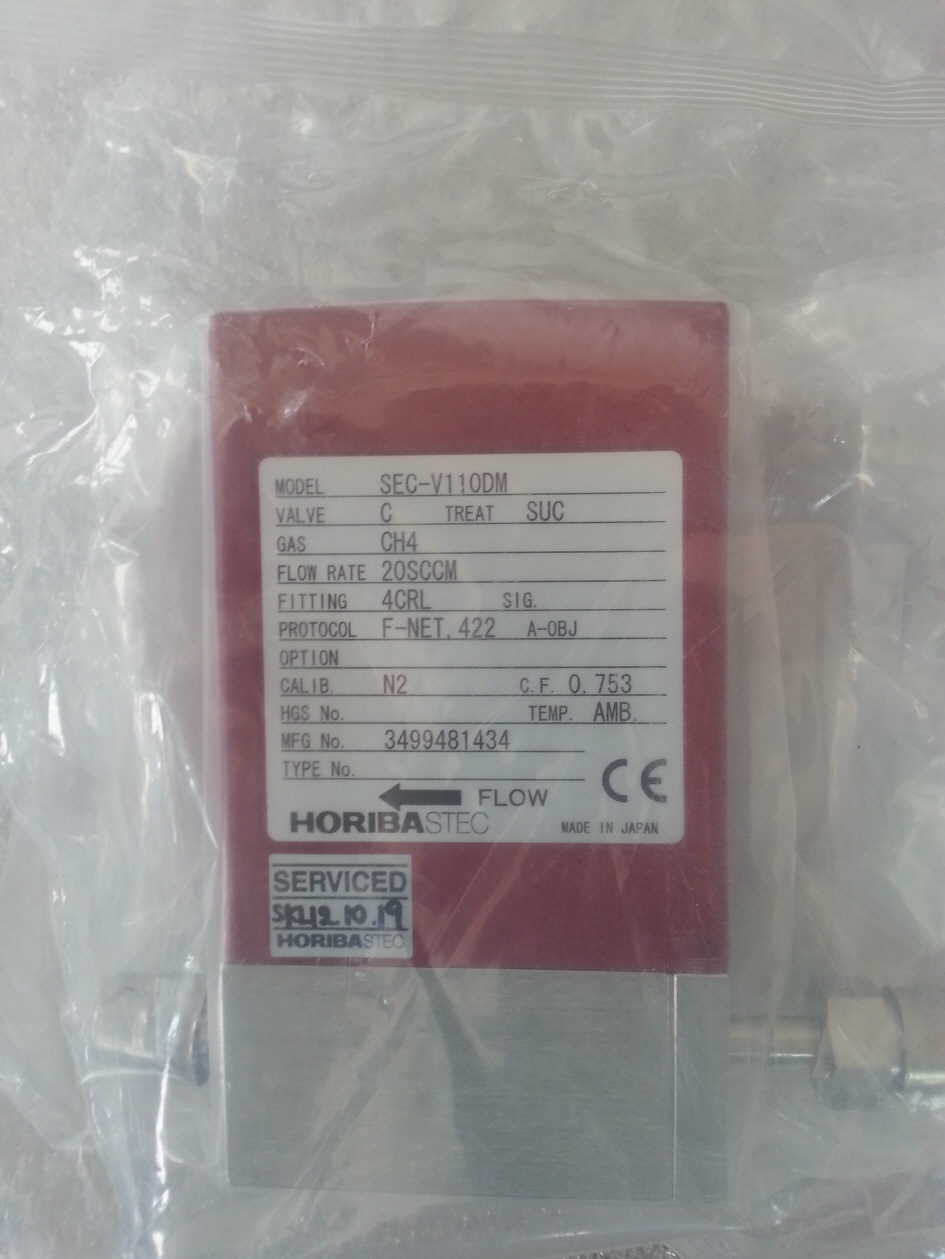 MODEL SEC-V110DM
VALVE C TREAT SUC
GAS CH4
FLOW RATE 20SCCM
FITTING 4CRL SIG.
PROTOCOL F-NET, 422 A-OBJ
OPTION
CALIB. N2 C.F. 0.753
HGS No. TEMP. AMB.
MFG No. 3499481434
TYPE No.
CE
FLOW
HORIBASTEC MADE IN JAPAN
SERVICED
10.19
HORIBASTEC